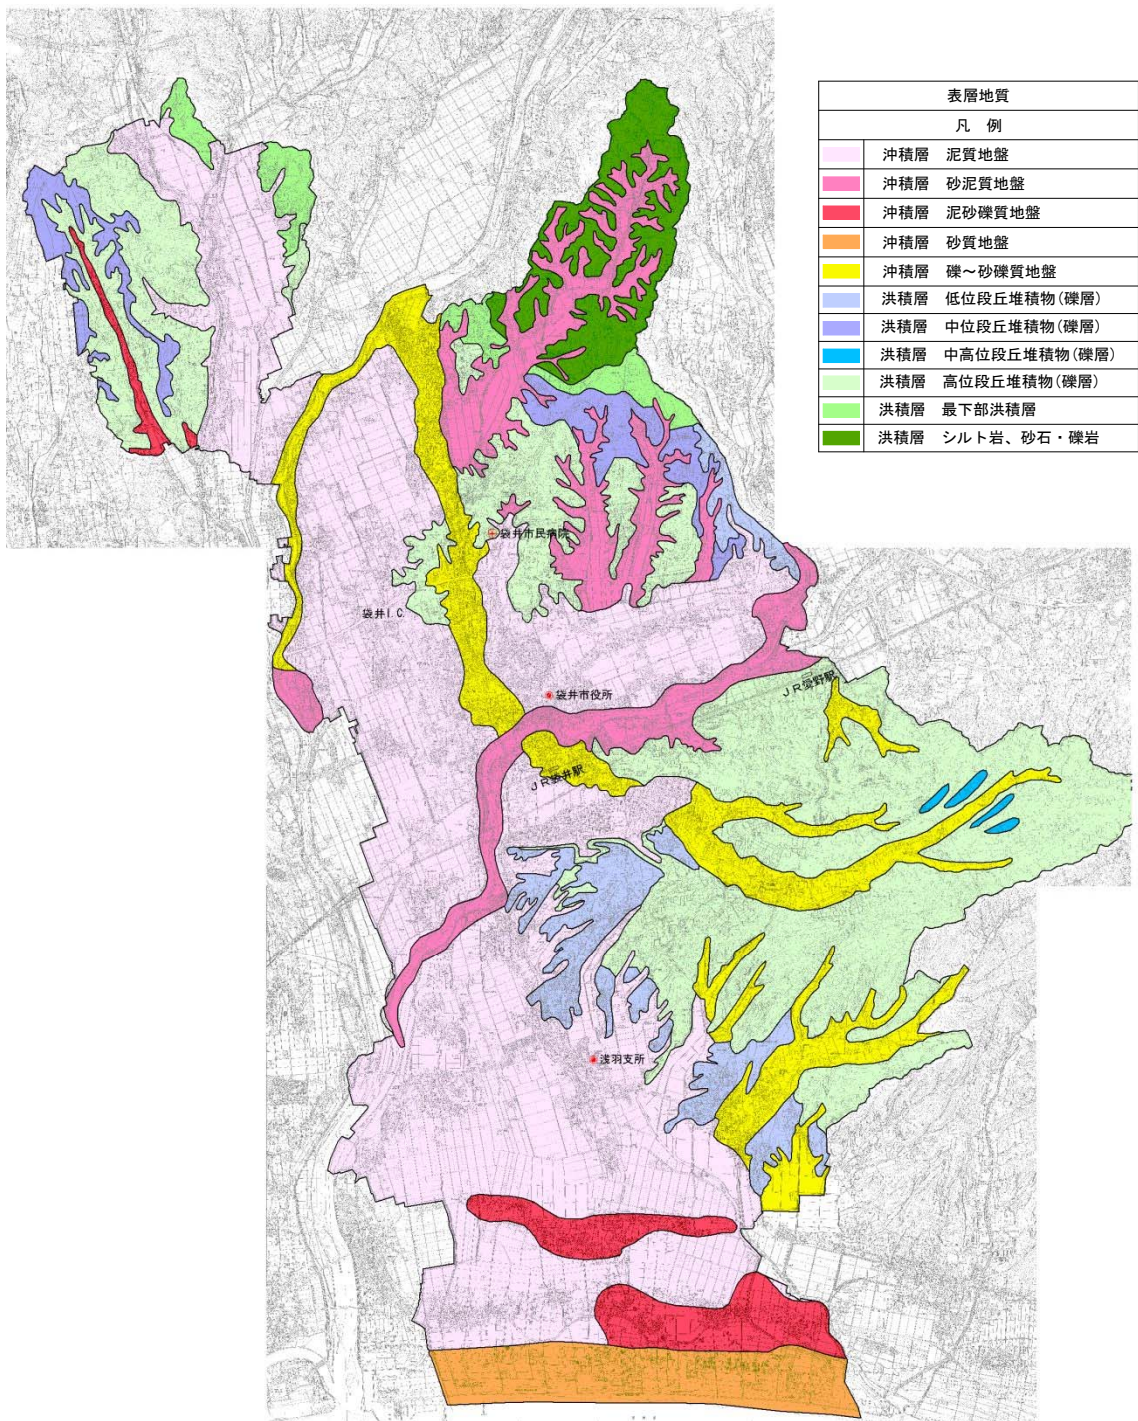 表層地質
凡 例
沖積層 泥質地盤
沖積層 砂泥質地盤
沖積層 泥砂礫質地盤
沖積層 砂質地盤
沖積層 礫～砂礫質地盤
洪積層 低位段丘堆積物(礫層)
洪積層 中位段丘堆積物(礫層)
洪積層 中高位段丘堆積物(礫層)
洪積層 高位段丘堆積物(礫層)
洪積層 最下部洪積層
洪積層 シルト岩、砂石・礫岩
袋井市民病院
袋井I.C.
袋井市役所
JR愛野駅
JR袋井駅
浅羽支所